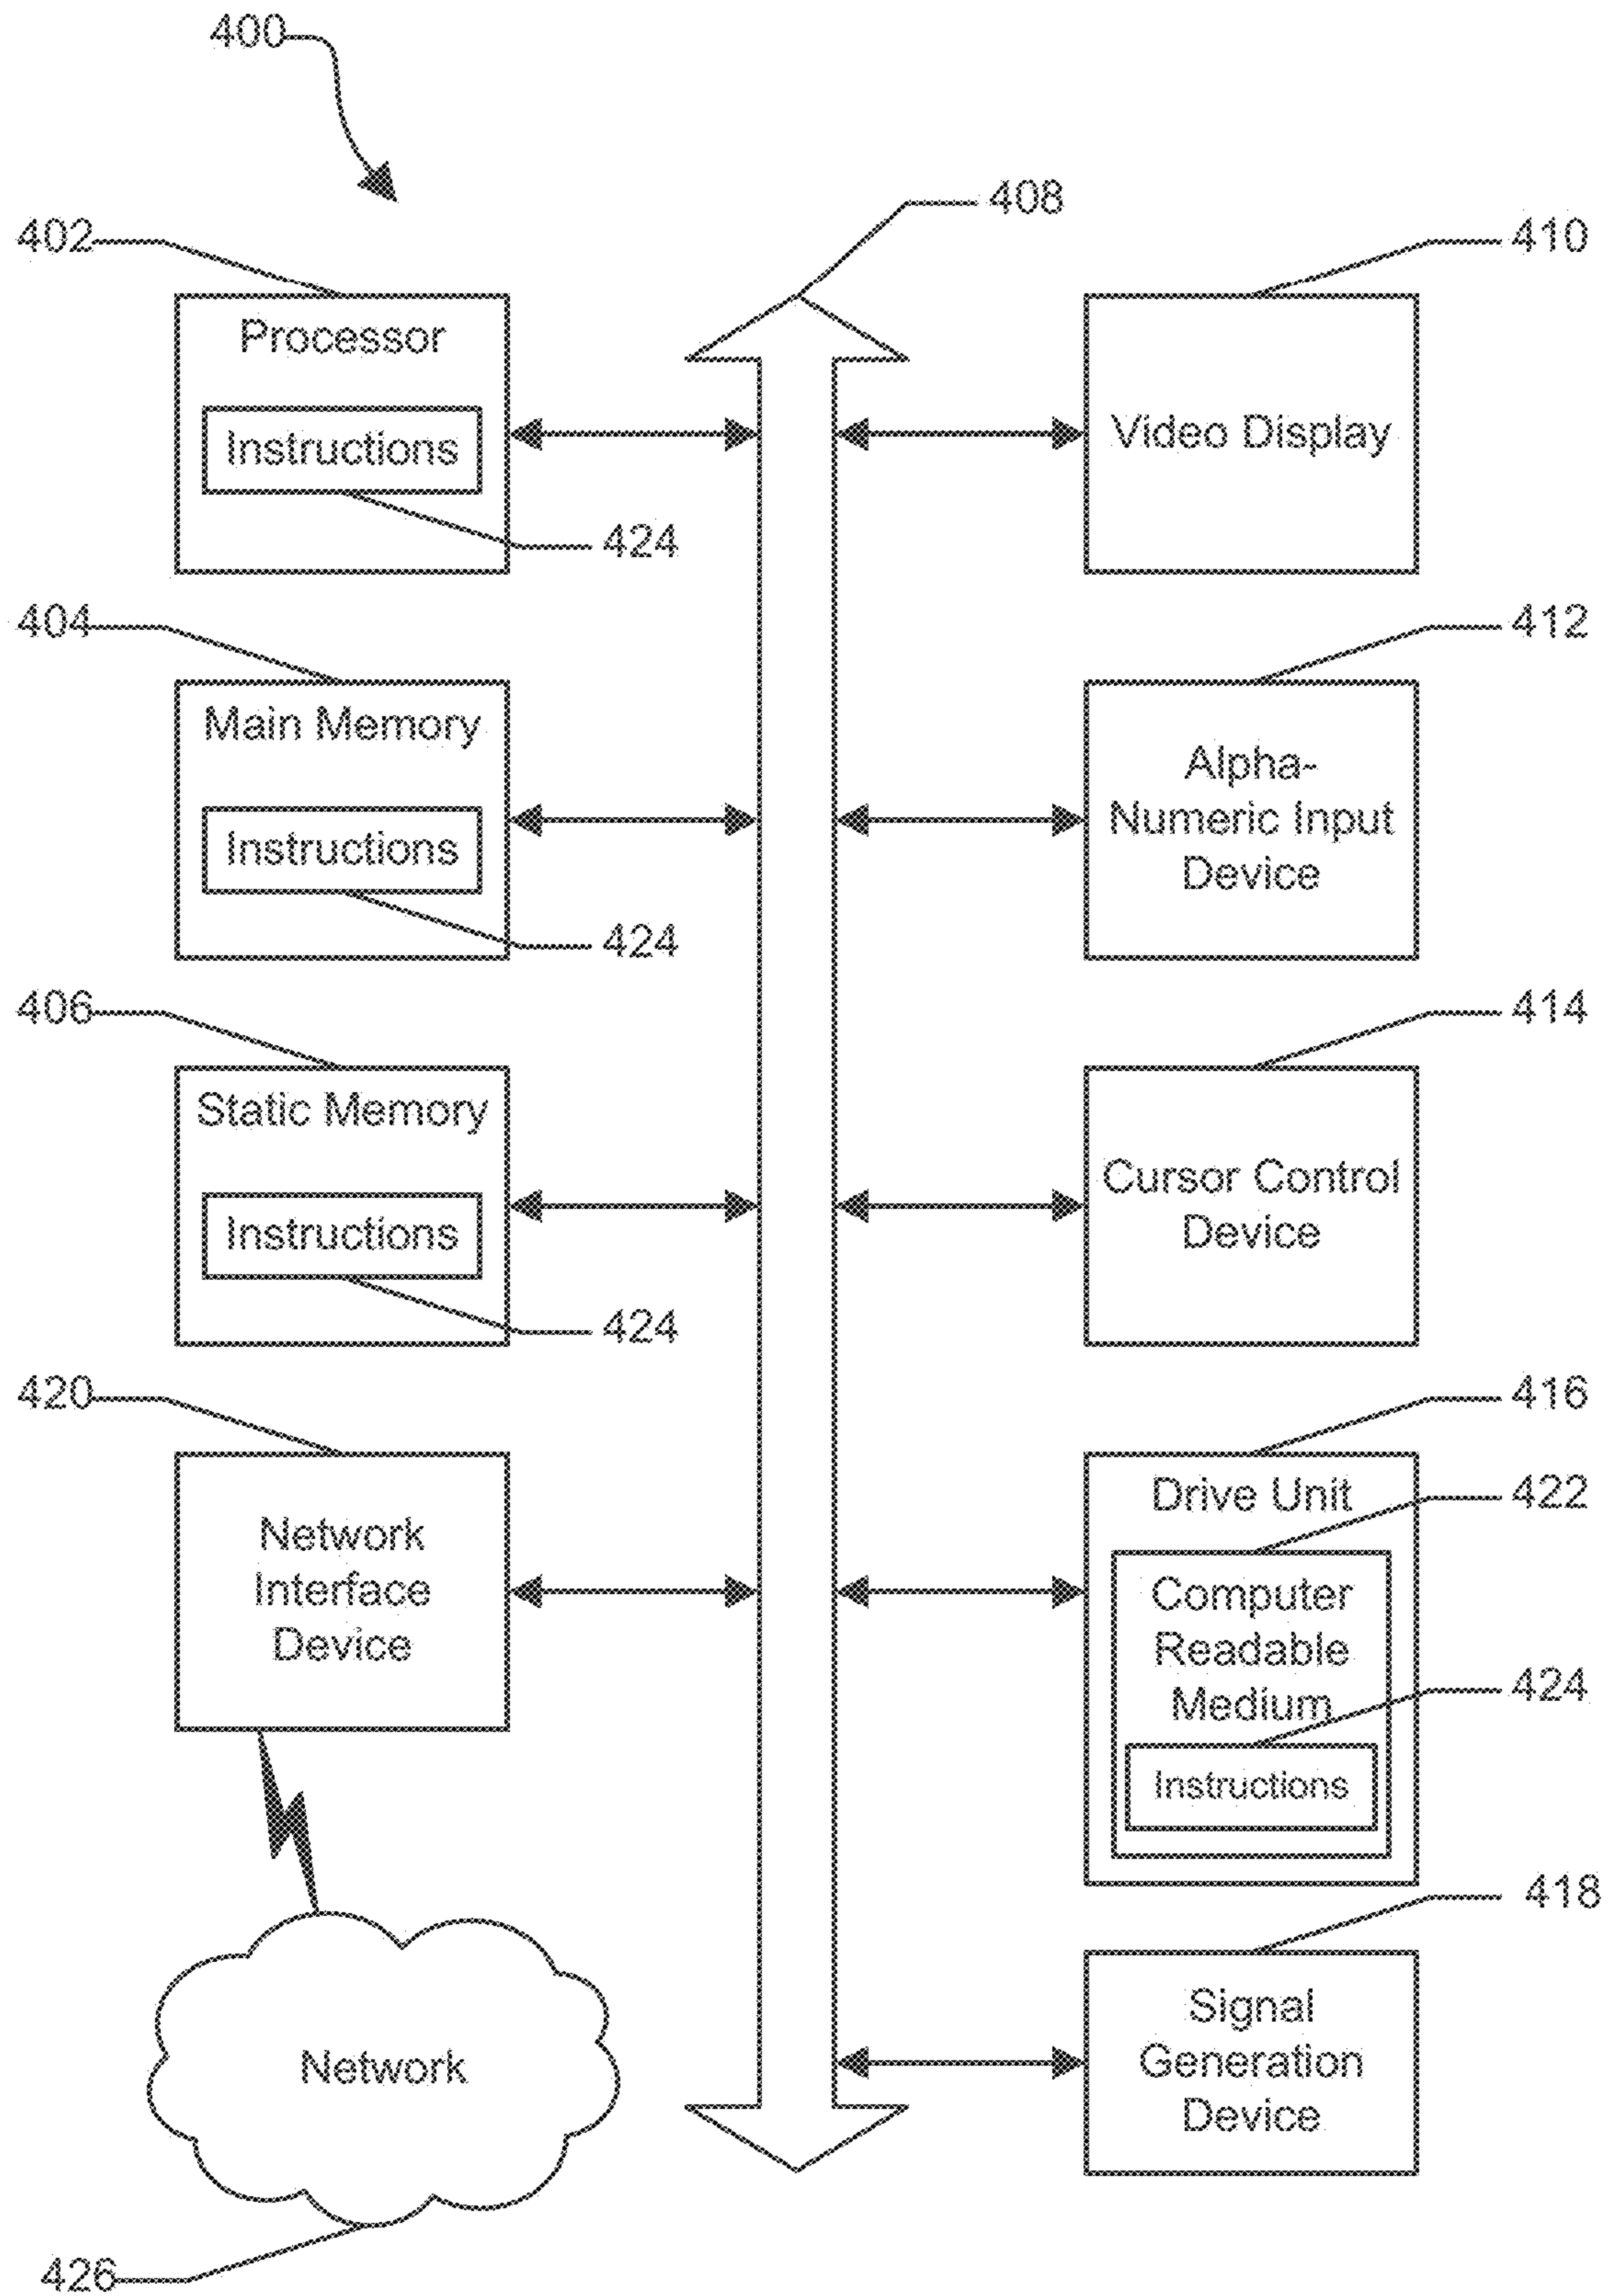 400
408
402
410
Processor
Instructions
424
Video Display
404
412
Main Memory
Instructions
424
Alpha-
Numeric Input
Device
406
414
Static Memory
Instructions
424
Cursor Control
Device
420
416
Network
Interface
Device
Drive Unit
422
Computer
Readable
Medium
424
Instructions
418
Signal
Generation
Device
Network
426